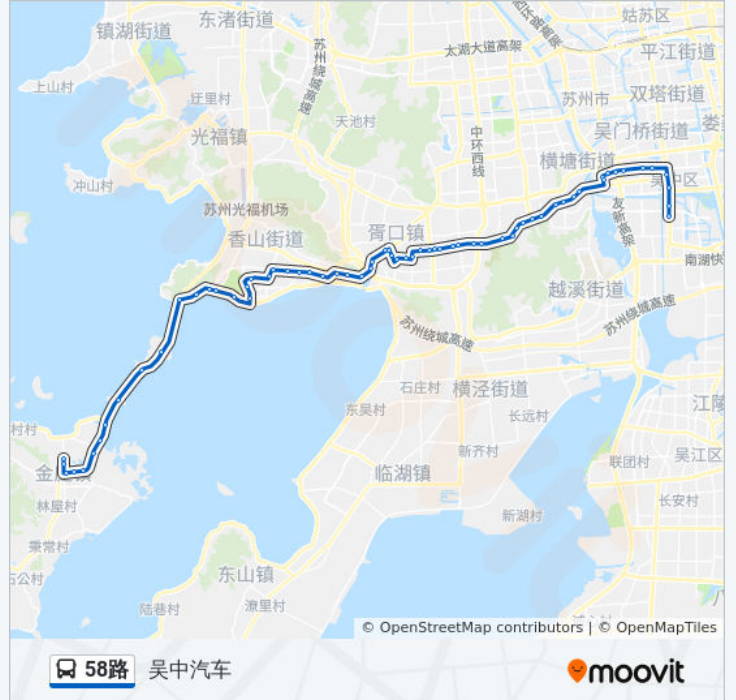 东渚街道
镇湖街道
姑苏区
太湖大道高架
平江街道
苏州绕城高速
上山村
迂里村
苏州市
双塔街道
天池村
光福镇
吴门桥街道
娄
中环西线
横塘街道
冲山村
吴中区
苏州光福机场
友新高架
香山街道
胥口镇
南湖快
越溪街道
苏州绕城高速
苏州绕城高速
石庄村
横泾街道
东吴村
长远村
江陵
村村
新齐村
吴江区
联团村
临湖镇
林屋村
长安村
新湖村
秉常村
石公村
东山镇
陆巷村
潦里村
© OpenStreetMap contributors | © OpenMapTiles
58路 吴中汽车
moovit